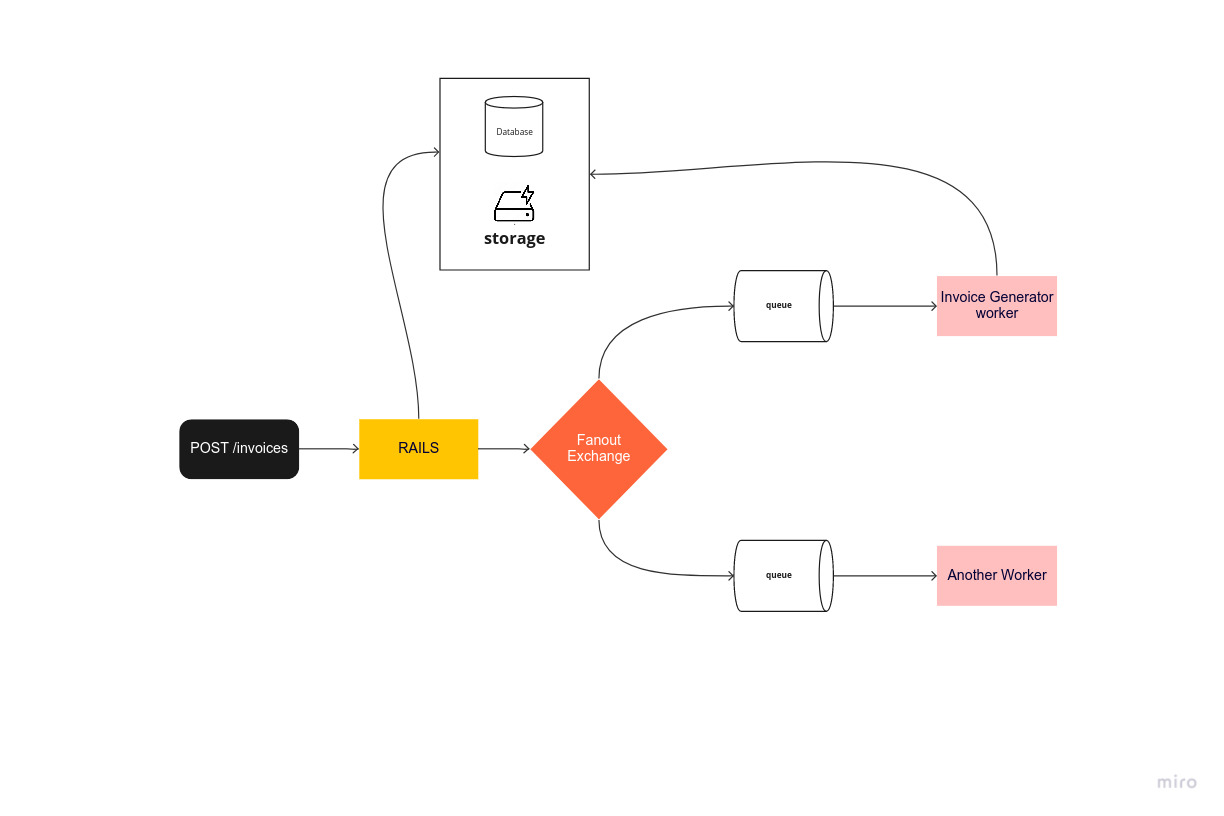 Database
storage
Invoice Generator
worker
queue
POST /invoices
RAILS
Fanout
Exchange
queue
Another Worker
miro